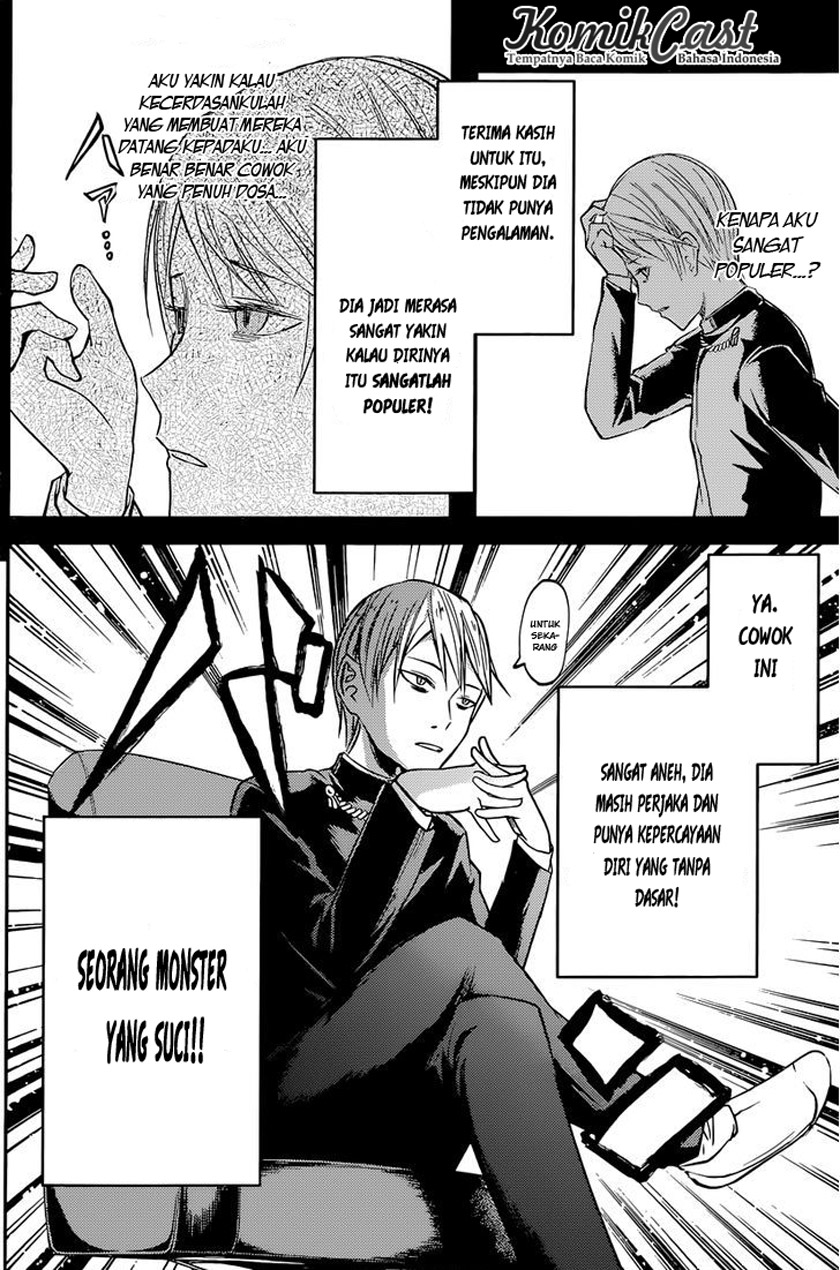 KomikCast
Tempatnya Baca Komik Bahasa Indonesia
KENAPA AKU
SANGAT
POPULER...?
TERIMA KASIH
UNTUK ITU,
MESKIPUN DIA
TIDAK PUNYA
PENGALAMAN.
DIA JADI MERASA
SANGAT YAKIN
KALAU DIRINYA
ITU SANGATLAH
POPULER!
AKU YAKIN KALAU
KECERDASANKULAH
YANG MEMBUAT MEREKA
DATANG KEPADAKU... AKU
BENAR BENAR COWOK
YANG PENUH DOSA...
ハァ…
YA.
COWOK
INI
UNTUK
SEKA-
RANG
SANGAT ANEH, DIA
MASIH PERJAKA DAN
PUNYA KEPERCAYAAN
DIRI YANG TANPA
DASAR!
SEORANG MONSTER
YANG SUCI!!